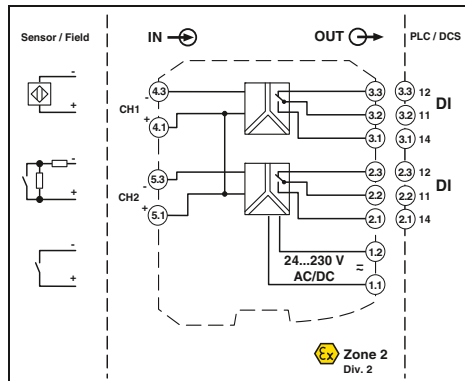 Sensor / Field
IN
OUT
PLC / DCS
-
+
-
+
-
+
CH1
-
+
4.3
4.1
CH2
-
+
5.3
5.1
3.3 3.3 12
3.2 3.2 11 DI
3.1 3.1 14
2.3 2.3 12
2.2 2.2 11 DI
2.1 2.1 14
24...230 V
AC/DC
=
~
1.2
1.1
Ex Zone 2
Div. 2